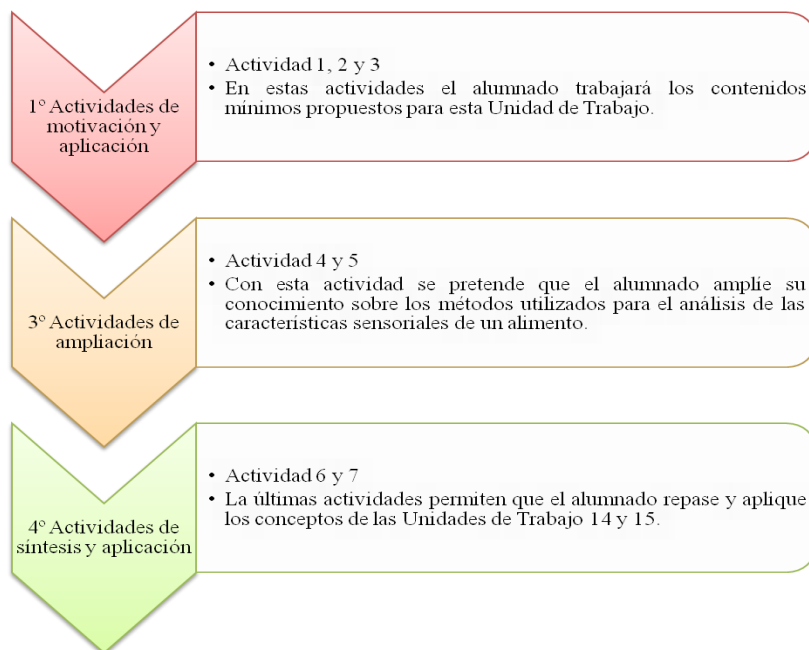 1º Actividades de
motivación y
aplicación
• Actividad 1, 2 y 3
• En estas actividades el alumnado trabajará los contenidos
mínimos propuestos para esta Unidad de Trabajo.
3º Actividades de
ampliación
• Actividad 4 y 5
• Con esta actividad se pretende que el alumnado amplíe su
conocimiento sobre los métodos utilizados para el análisis de las
características sensoriales de un alimento.
4º Actividades de
síntesis y aplicación
• Actividad 6 y 7
• La últimas actividades permiten que el alumnado repase y aplique
los conceptos de las Unidades de Trabajo 14 y 15.